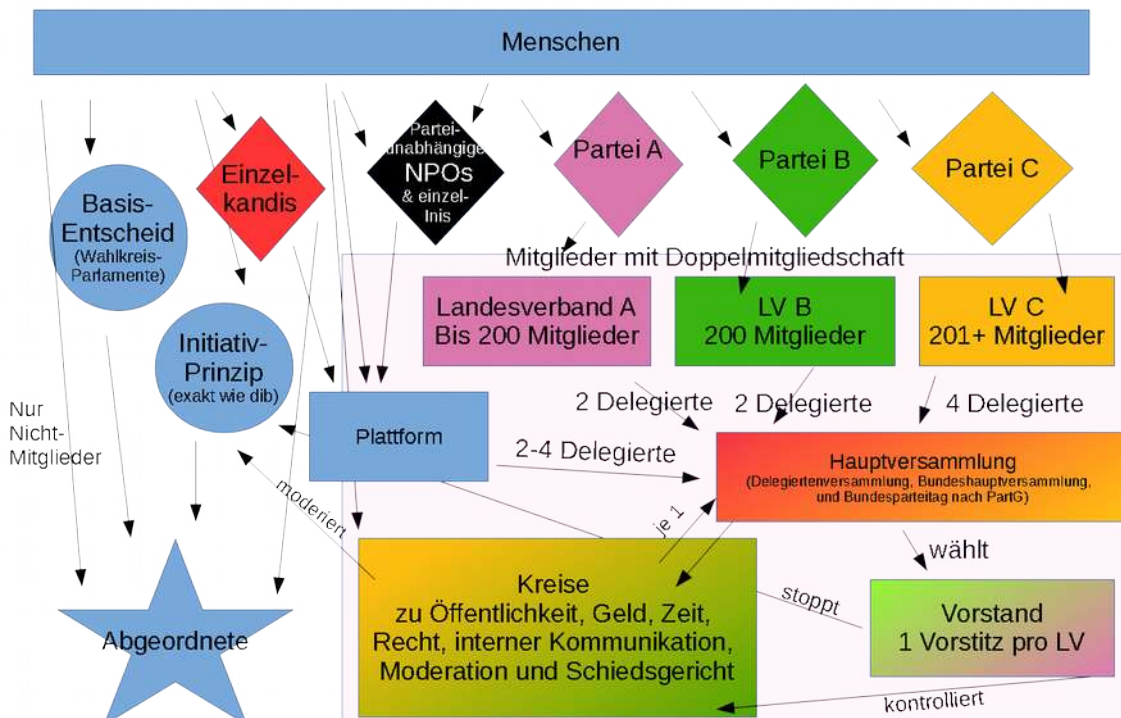 Menschen
Partei-
unabhängige
NPOs
& einzel-
Inis
Partei A
Partei B
Partei C
Einzel-
kandis
Basis-
Entscheid
(Wahlkreis-
Parlamente)
Mitglieder mit Doppelmitgliedschaft
Landesverband A
Bis 200 Mitglieder
LV B
200 Mitglieder
LV C
201+ Mitglieder
Initiativ-
Prinzip
(exakt wie dib)
Nur
Nicht-
Mitglieder
Plattform
2 Delegierte
2 Delegierte
4 Delegierte
2-4 Delegierte
Hauptversammlung
(Delegiertenversammlung, Bundeshauptversammlung,
und Bundesparteitag nach PartG)
moderiert
je 1
wählt
Kreise
zu Öffentlichkeit, Geld, Zeit,
Recht, interner Kommunikation,
Moderation und Schiedsgericht
stoppt
Vorstand
1 Vorstitz pro LV
Abgeordnete
kontrolliert